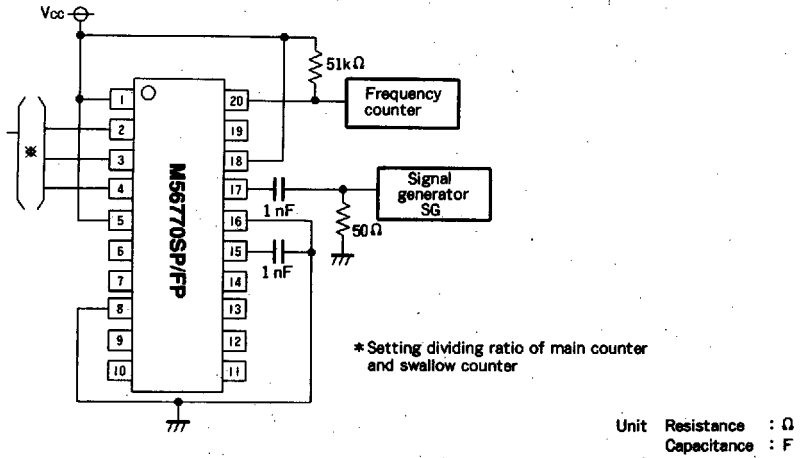 Vcc
51kΩ
Frequency
counter
1
20
2
19
3
18
4
17
5
16
6
15
7
14
8
13
9
12
10
11
*
M56770SP/FP
1 nF
1 nF
50Ω
Signal
generator
SG
* Setting dividing ratio of main counter
and swallow counter
Unit Resistance : Ω
Capacitance : F